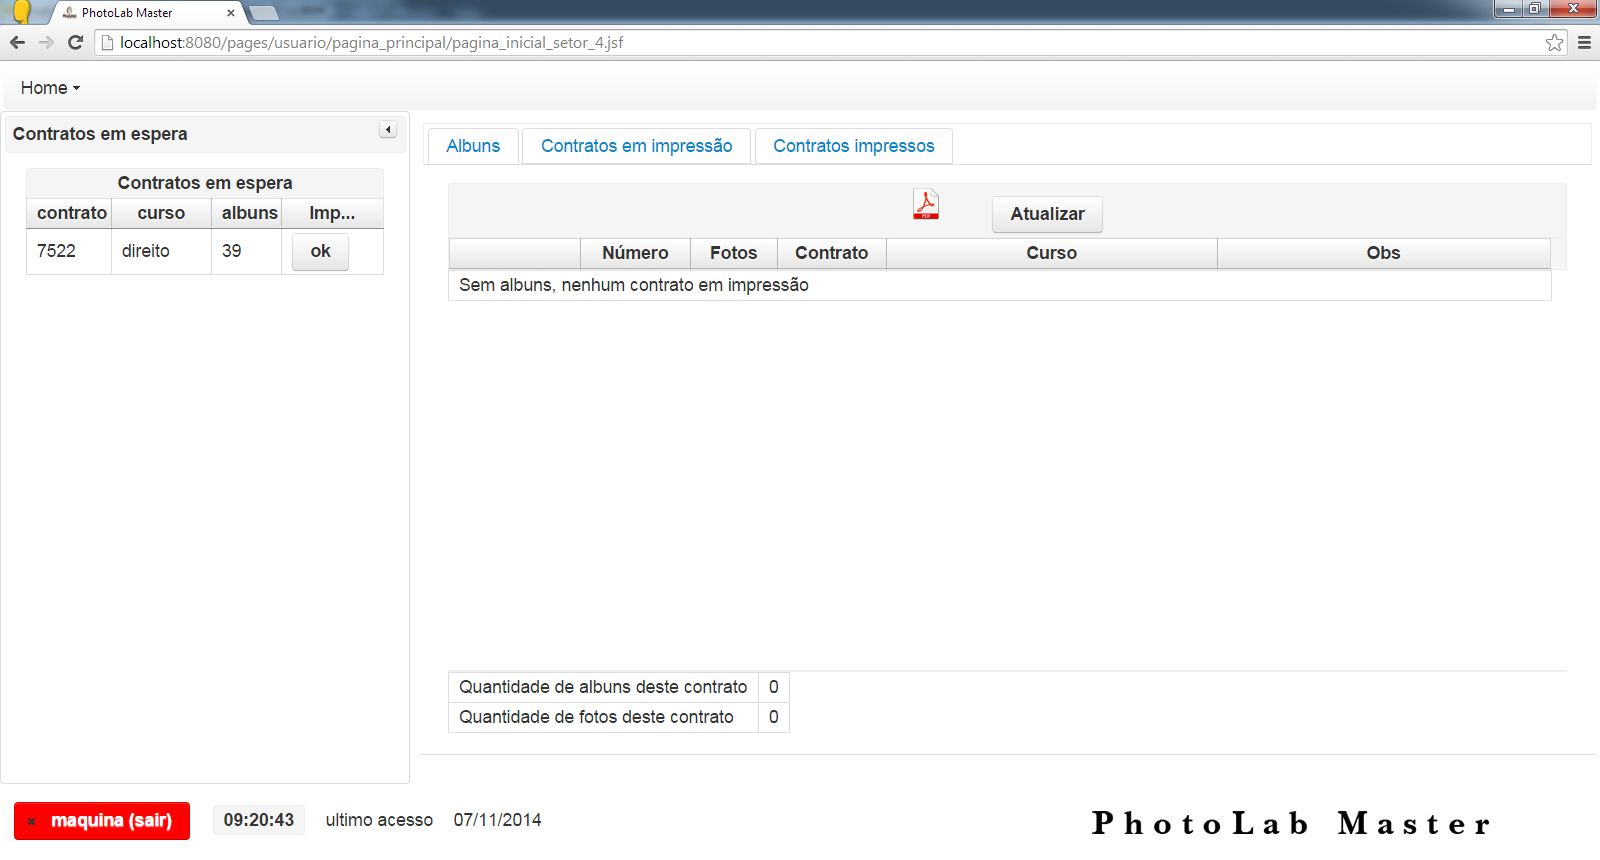 PhotoLab Master
localhost:8080/pages/usuario/pagina_principal/pagina_inicial_setor_4.jsf
Home
Contratos em espera
Contratos em espera
contrato curso albuns Imp...
7522 direito 39 ok
Albuns Contratos em impressão Contratos impressos
PDF Atualizar
Número Fotos Contrato Curso Obs
Sem albuns, nenhum contrato em impressão
Quantidade de albuns deste contrato 0
Quantidade de fotos deste contrato 0
maquina (sair) 09:20:43 ultimo acesso 07/11/2014
PhotoLab Master